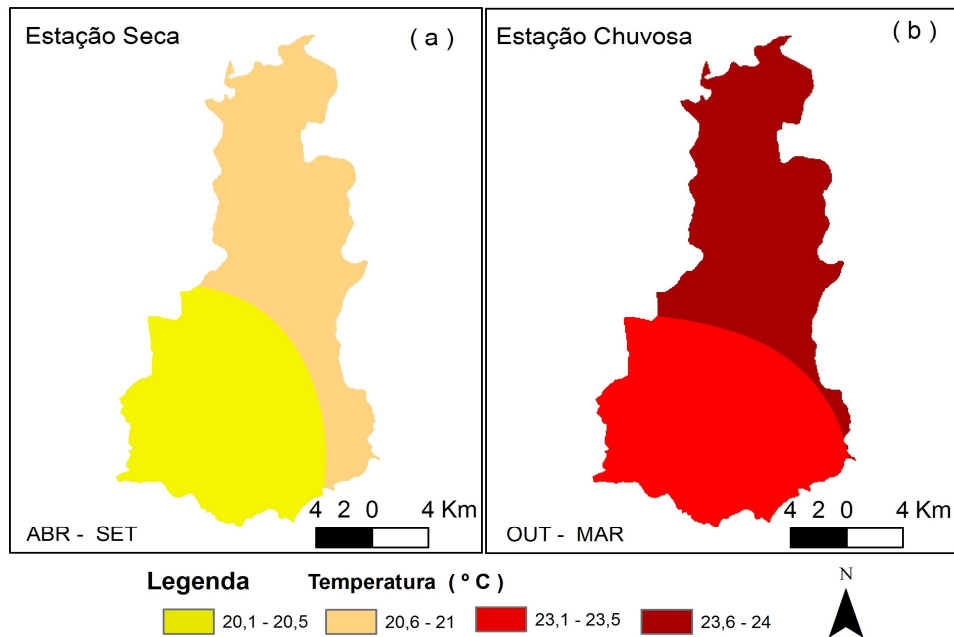 Estação Seca ( a )
4 2 0 4 Km
ABR - SET
Estação Chuvosa ( b )
4 2 0 4 Km
OUT - MAR
Legenda Temperatura ( º C )
20,1 - 20,5 20,6 - 21 23,1 - 23,5 23,6 - 24
N